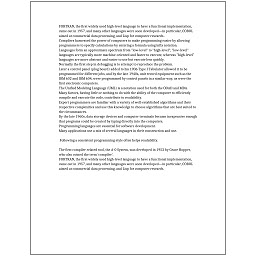 FORTRAN, the first widely used high-level language to have a functional implementation,
came out in 1957, and many other languages were soon developed—in particular, COBOL
aimed at commercial data processing, and Lisp for computer research.
Compilers harnessed the power of computers to make programming easier by allowing
programmers to specify calculations by entering a formula using infix notation.
Languages form an approximate spectrum from "low-level" to "high-level"; "low-level"
languages are typically more machine-oriented and faster to execute, whereas "high-level"
languages are more abstract and easier to use but execute less quickly.
Normally the first step in debugging is to attempt to reproduce the problem.
Later a control panel (plug board) added to his 1906 Type I Tabulator allowed it to be
programmed for different jobs, and by the late 1940s, unit record equipment such as the
IBM 602 and IBM 604, were programmed by control panels in a similar way, as were the
first electronic computers.
The Unified Modeling Language (UML) is a notation used for both the OOAD and MDA.
Many factors, having little or nothing to do with the ability of the computer to efficiently
compile and execute the code, contribute to readability.
Expert programmers are familiar with a variety of well-established algorithms and their
respective complexities and use this knowledge to choose algorithms that are best suited to
the circumstances.
By the late 1960s, data storage devices and computer terminals became inexpensive enough
that programs could be created by typing directly into the computers.
Programming languages are essential for software development.
Many applications use a mix of several languages in their construction and use.
Following a consistent programming style often helps readability.
The first compiler related tool, the A-0 System, was developed in 1952 by Grace Hopper,
who also coined the term 'compiler'.
FORTRAN, the first widely used high-level language to have a functional implementation,
came out in 1957, and many other languages were soon developed—in particular, COBOL
aimed at commercial data processing, and Lisp for computer research.